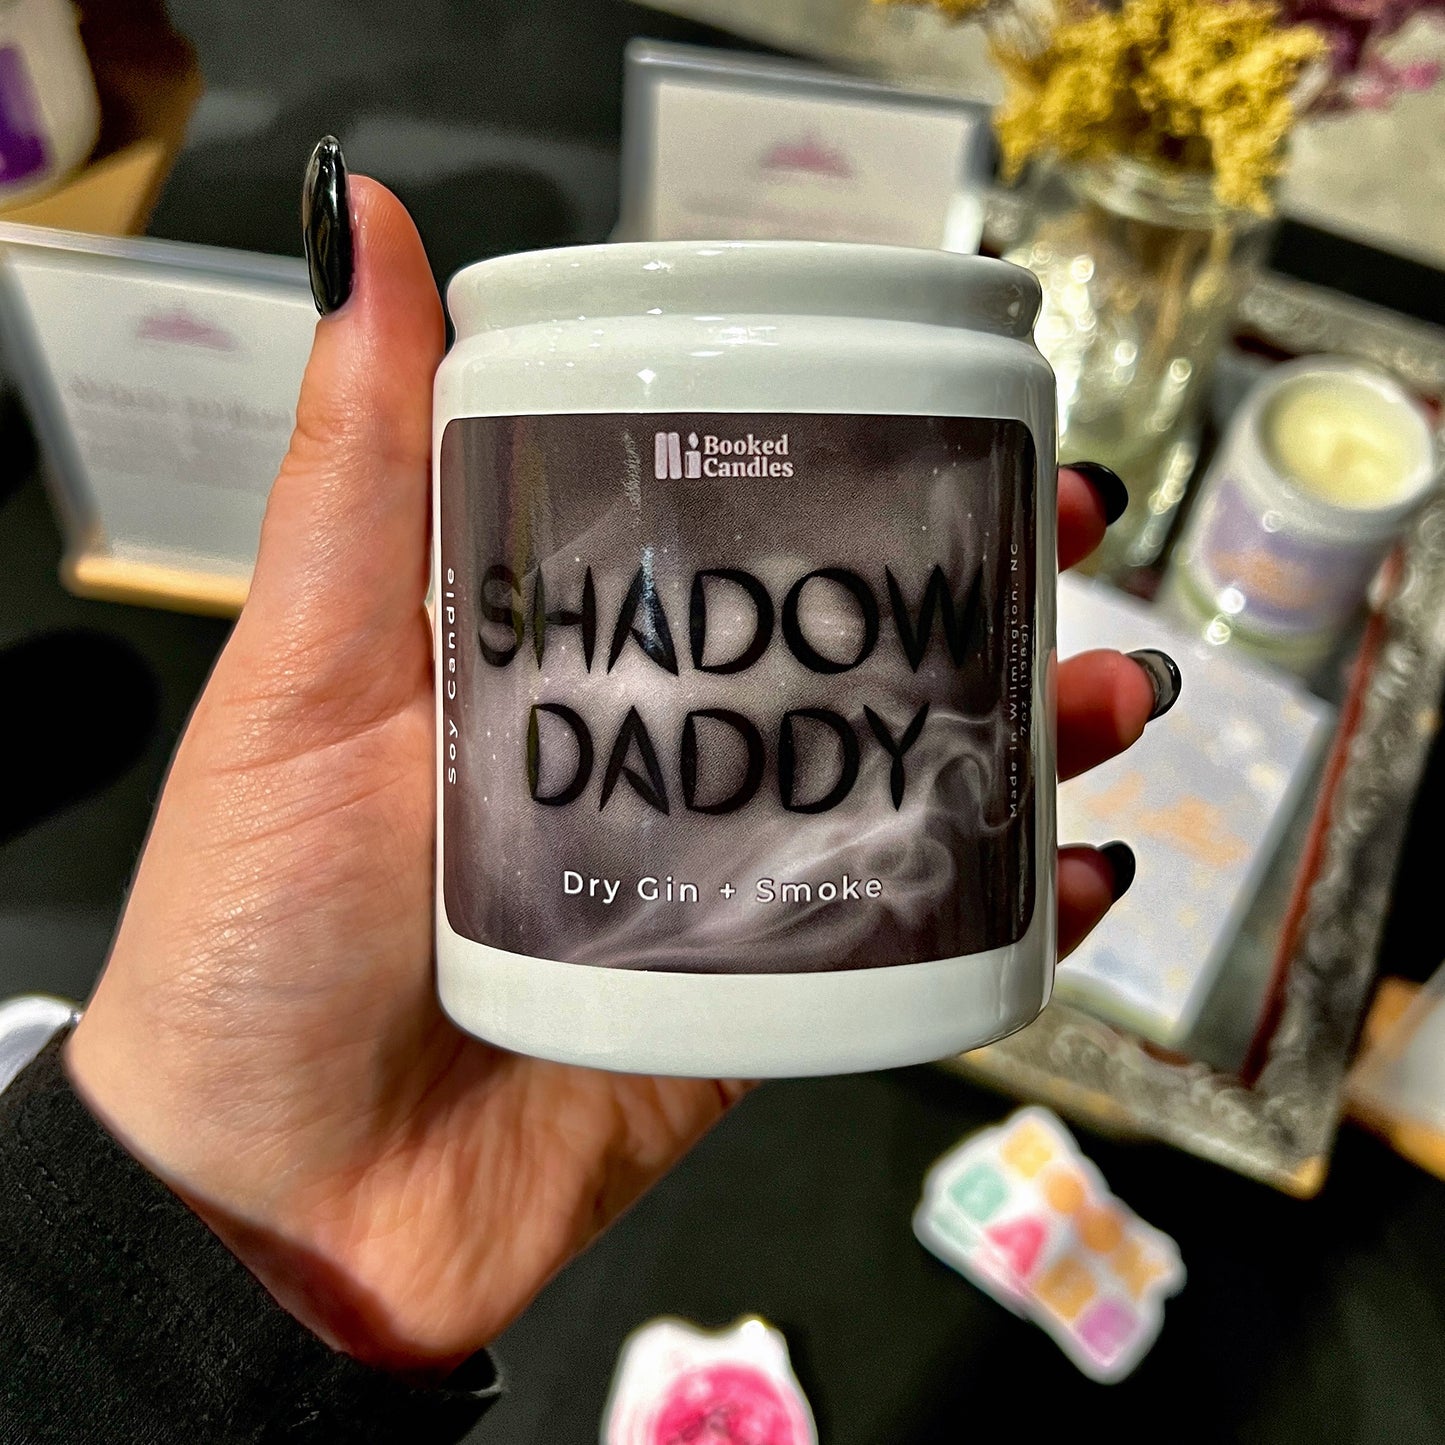 Booked
Candles
SHADOW
DADDY
Dry Gin + Smoke
Soy Candle
Made in Wilmington, NC
7oz (198g)